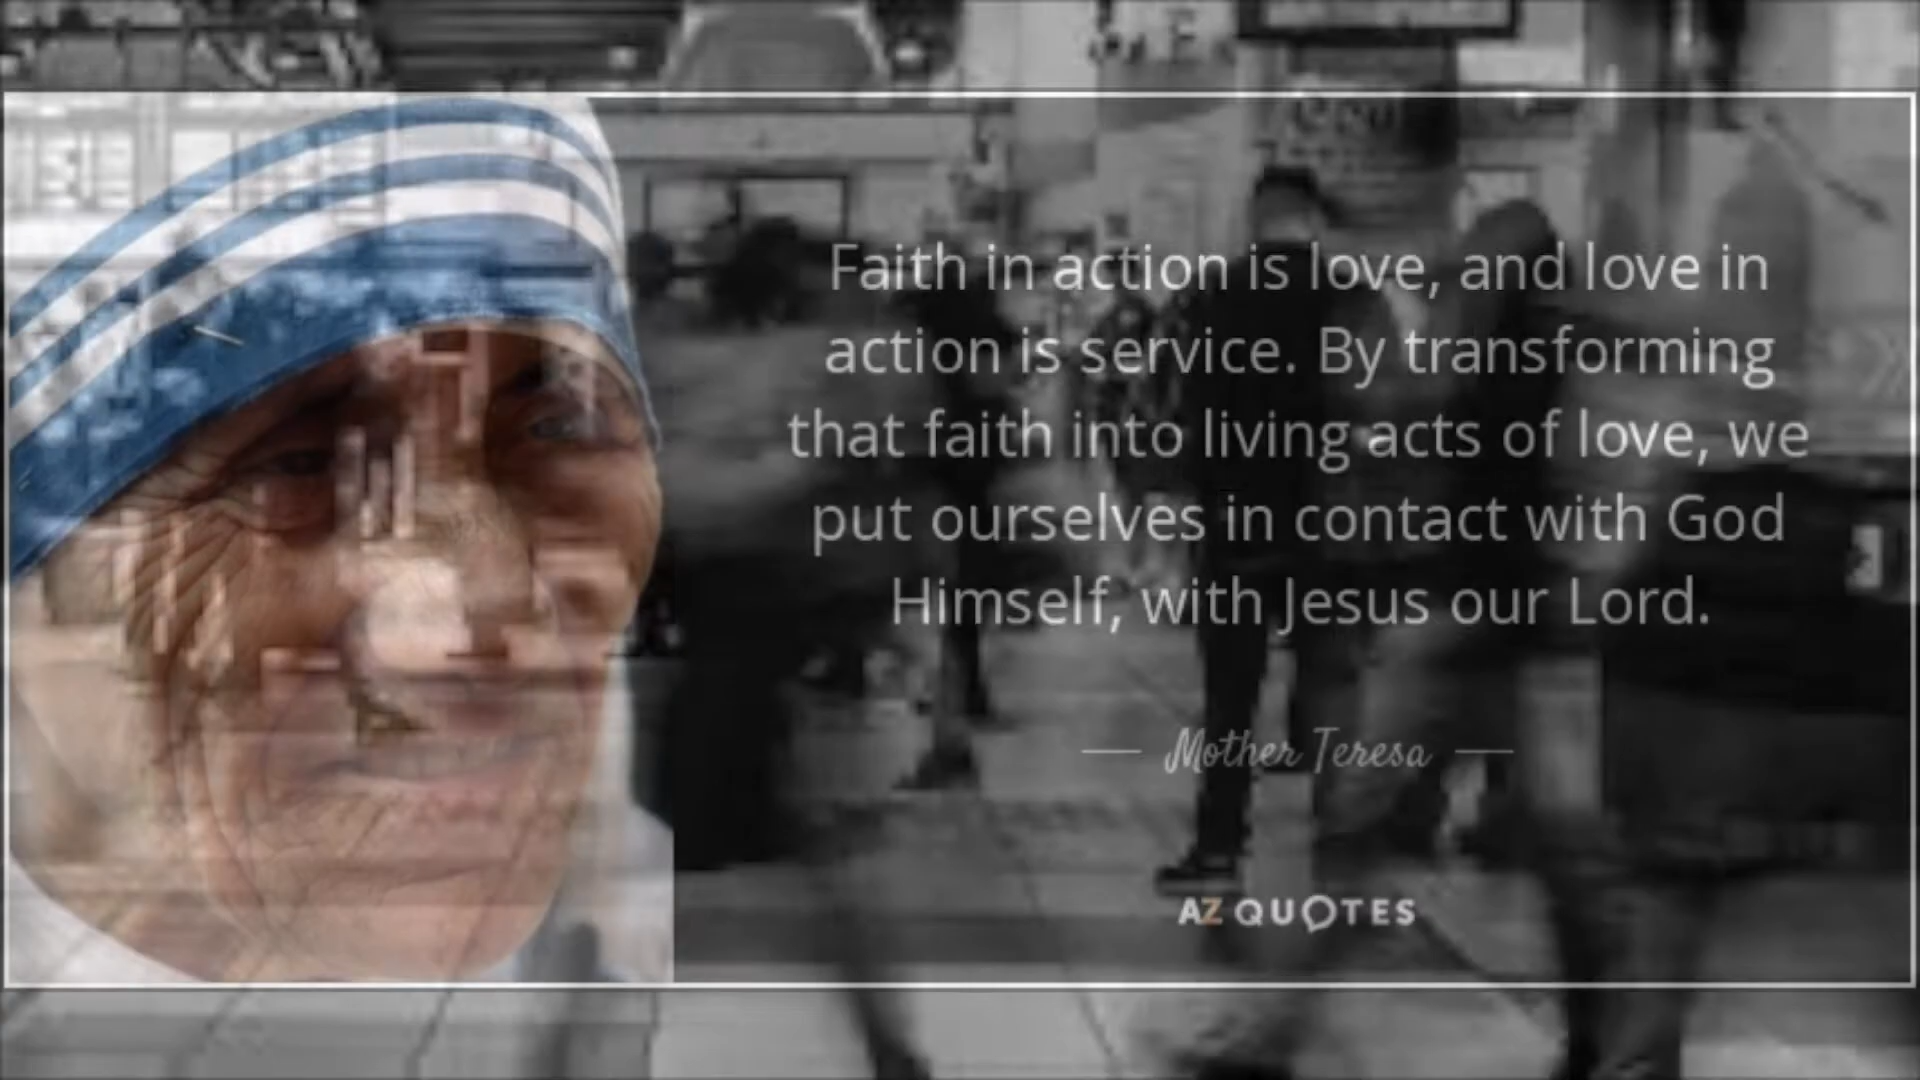 Faith in action is love, and love in
action is service. By transforming
that faith into living acts of love, we
put ourselves in contact with God
Himself, with Jesus our Lord.
Mother Teresa
AZ QUOTES